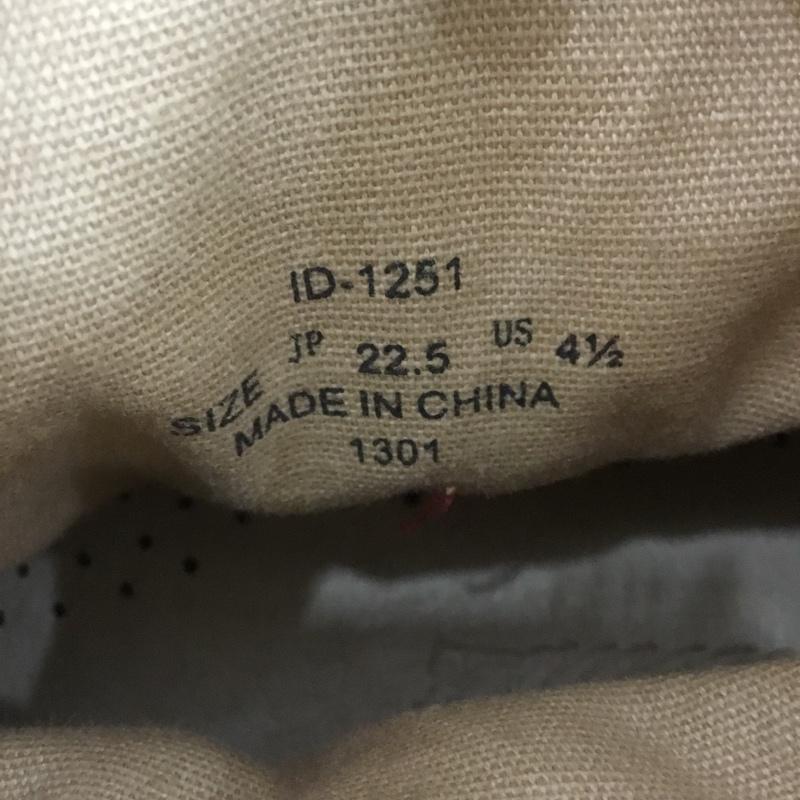 ID-1251
SIZE JP 22.5 US 4½
MADE IN CHINA
1301